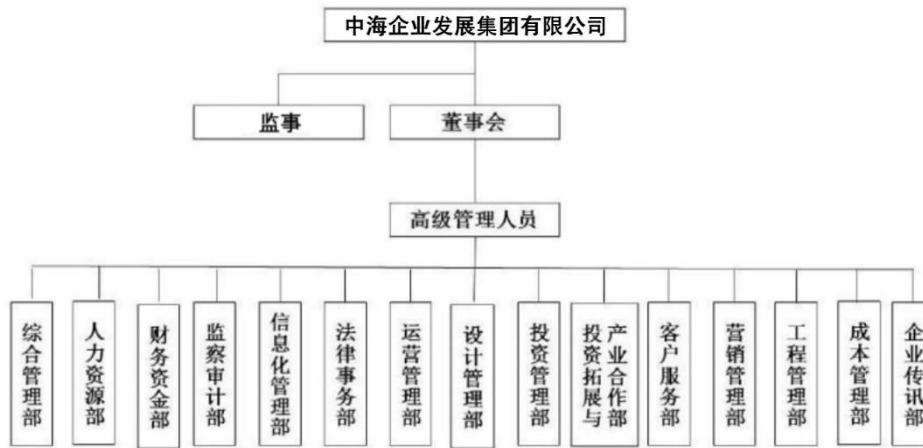 中海企业发展集团有限公司
监事
董事会
高级管理人员
综合管理部
人力资源部
财务资金部
监察审计部
信息化管理部
法律事务部
运营管理部
设计管理部
投资管理部
投资拓展与
产业合作部
客户服务部
营销管理部
工程管理部
成本管理部
企业传讯部